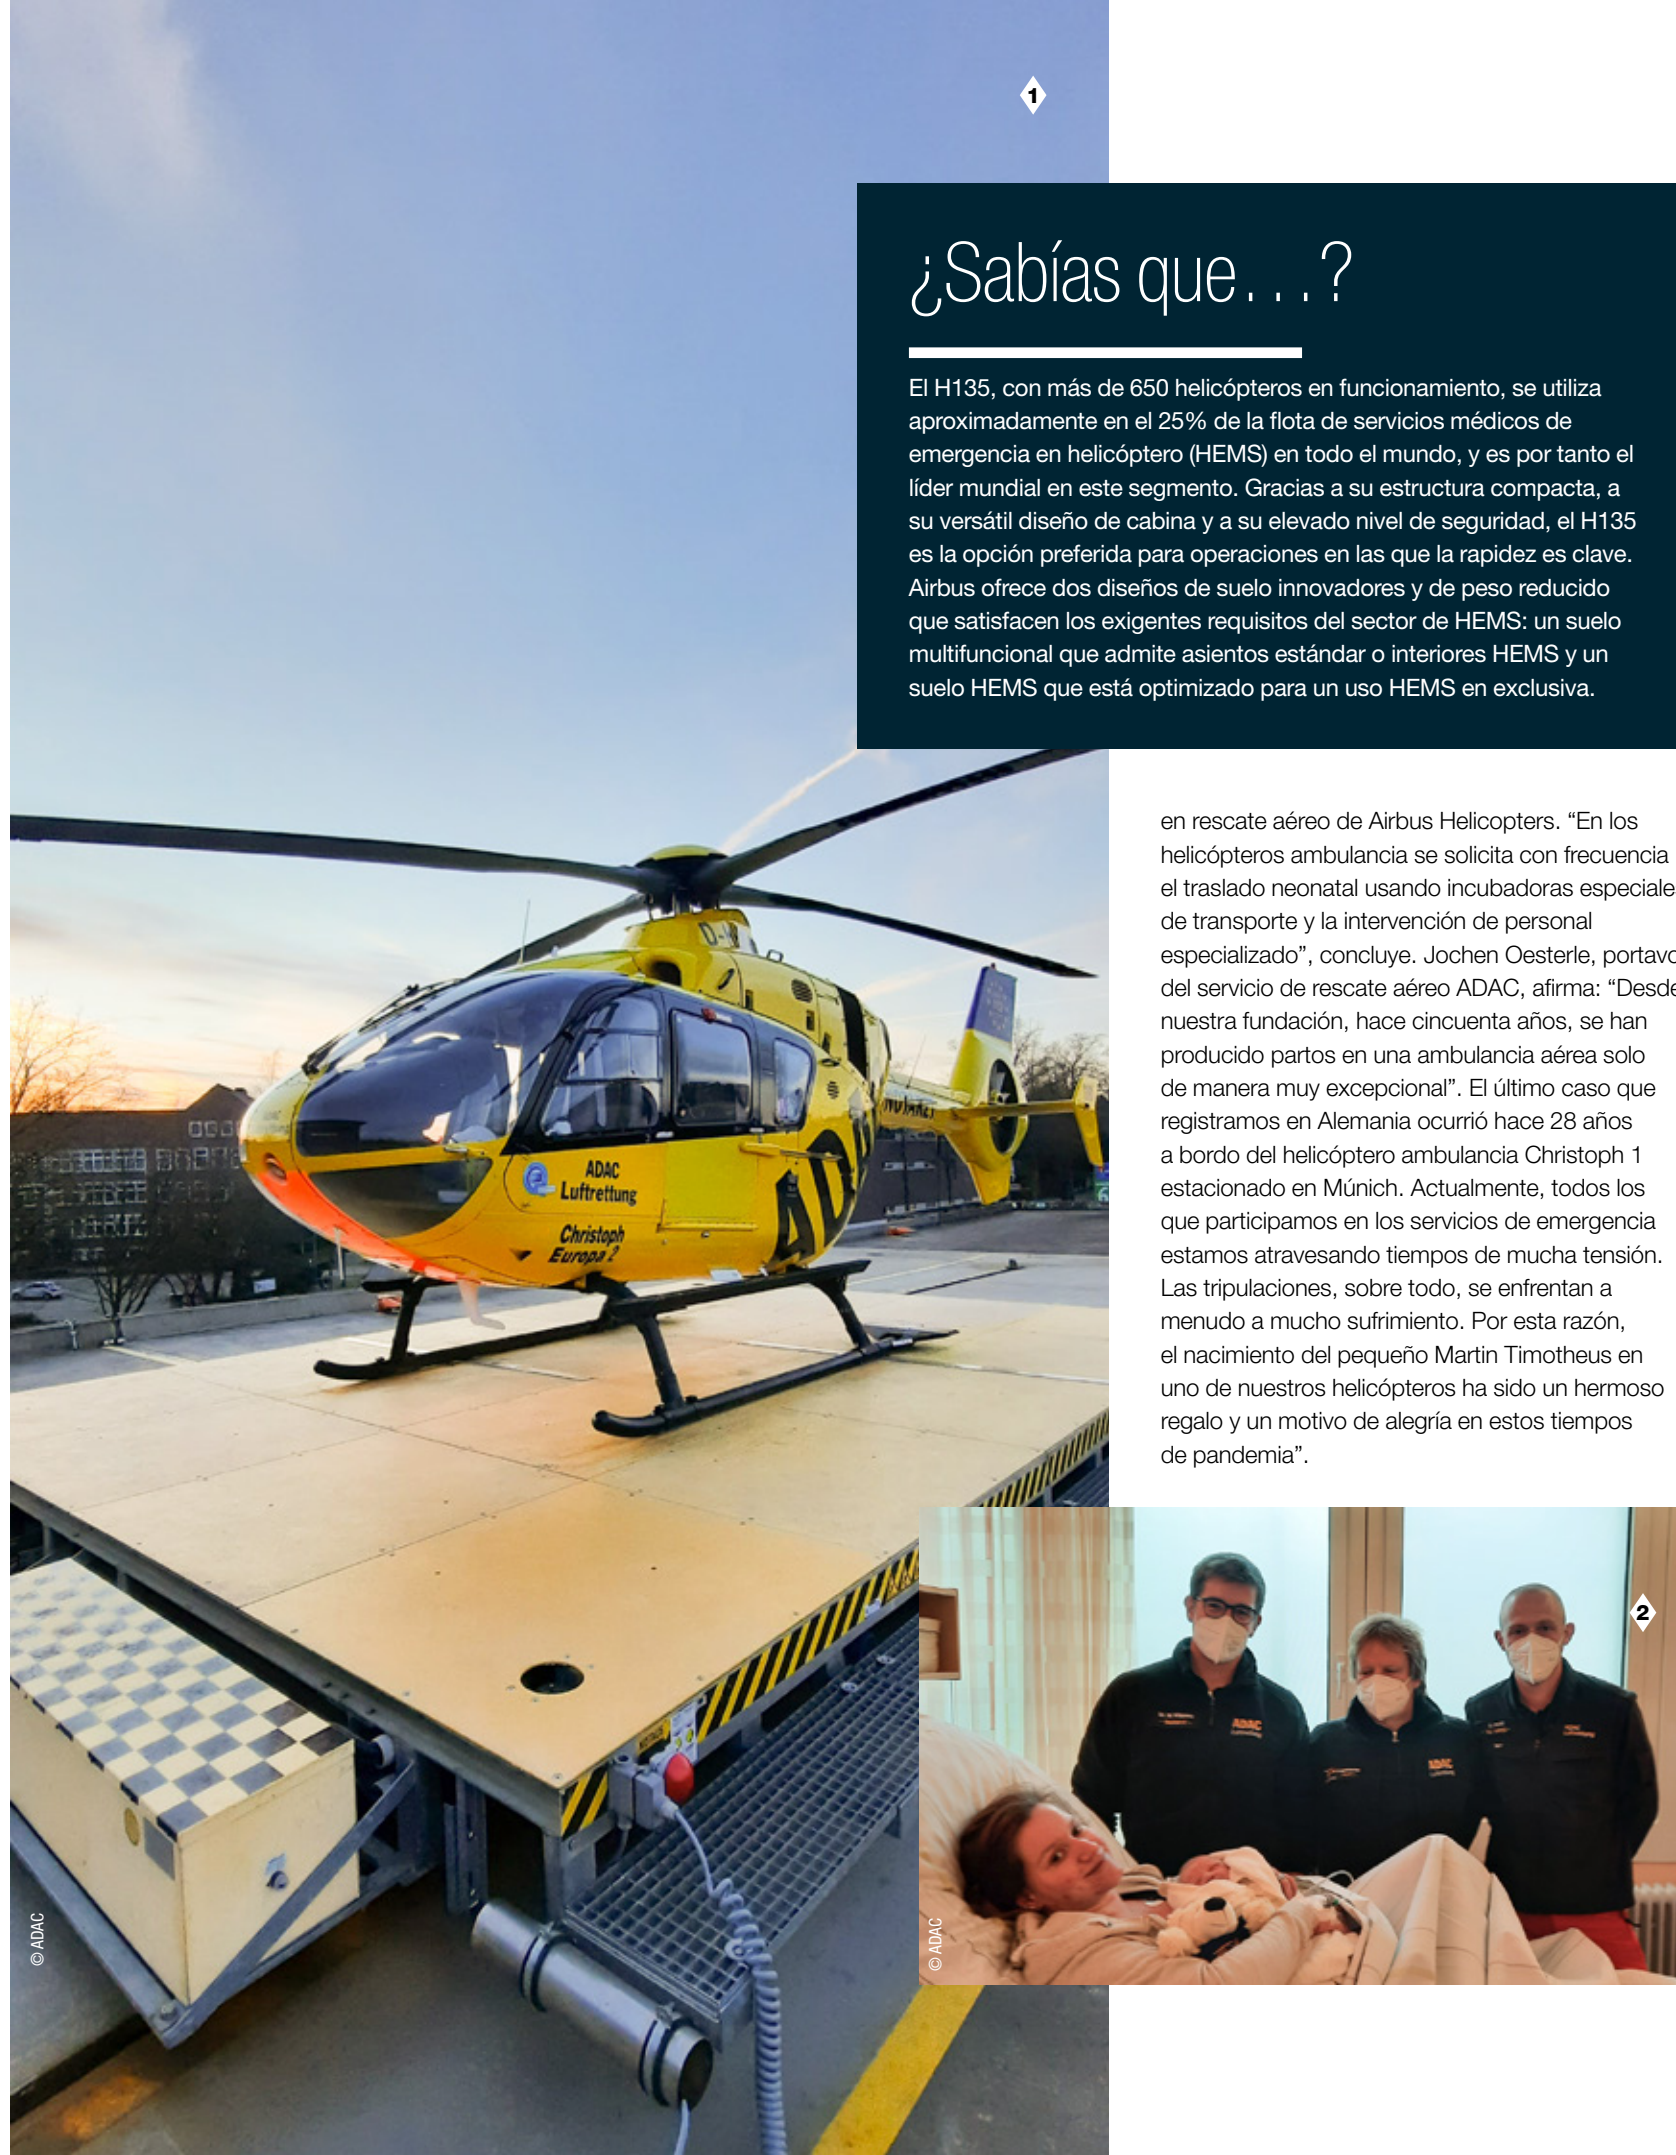 1
¿Sabías que...?
El H135, con más de 650 helicópteros en funcionamiento, se utiliza
aproximadamente en el 25% de la flota de servicios médicos de
emergencia en helicóptero (HEMS) en todo el mundo, y es por tanto el
líder mundial en este segmento. Gracias a su estructura compacta, a
su versátil diseño de cabina y a su elevado nivel de seguridad, el H135
es la opción preferida para operaciones en las que la rapidez es clave.
Airbus ofrece dos diseños de suelo innovadores y de peso reducido
que satisfacen los exigentes requisitos del sector de HEMS: un suelo
multifuncional que admite asientos estándar o interiores HEMS y un
suelo HEMS que está optimizado para un uso HEMS en exclusiva.
en rescate aéreo de Airbus Helicopters. “En los
helicópteros ambulancia se solicita con frecuencia
el traslado neonatal usando incubadoras especiale
de transporte y la intervención de personal
especializado”, concluye. Jochen Oesterle, portavo
del servicio de rescate aéreo ADAC, afirma: “Desde
nuestra fundación, hace cincuenta años, se han
producido partos en una ambulancia aérea solo
de manera muy excepcional”. El último caso que
registramos en Alemania ocurrió hace 28 años
a bordo del helicóptero ambulancia Christoph 1
estacionado en Múnich. Actualmente, todos los
que participamos en los servicios de emergencia
estamos atravesando tiempos de mucha tensión.
Las tripulaciones, sobre todo, se enfrentan a
menudo a mucho sufrimiento. Por esta razón,
el nacimiento del pequeño Martin Timotheus en
uno de nuestros helicópteros ha sido un hermoso
regalo y un motivo de alegría en estos tiempos
de pandemia”.
ADAC
Luftrettung
Christoph
Europa 2
NOTARZT
2
ADAC
ADAC
© ADAC
© ADAC